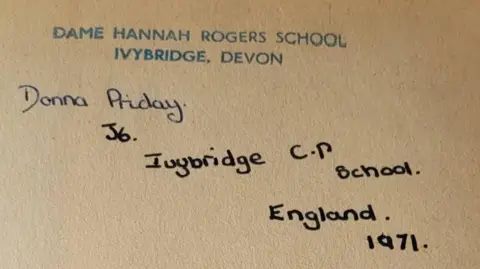 DAME HANNAH ROGERS SCHOOL
IVYBRIDGE, DEVON
Donna Priday.
J6.
Ivybridge C.P
School.
England.
1971.